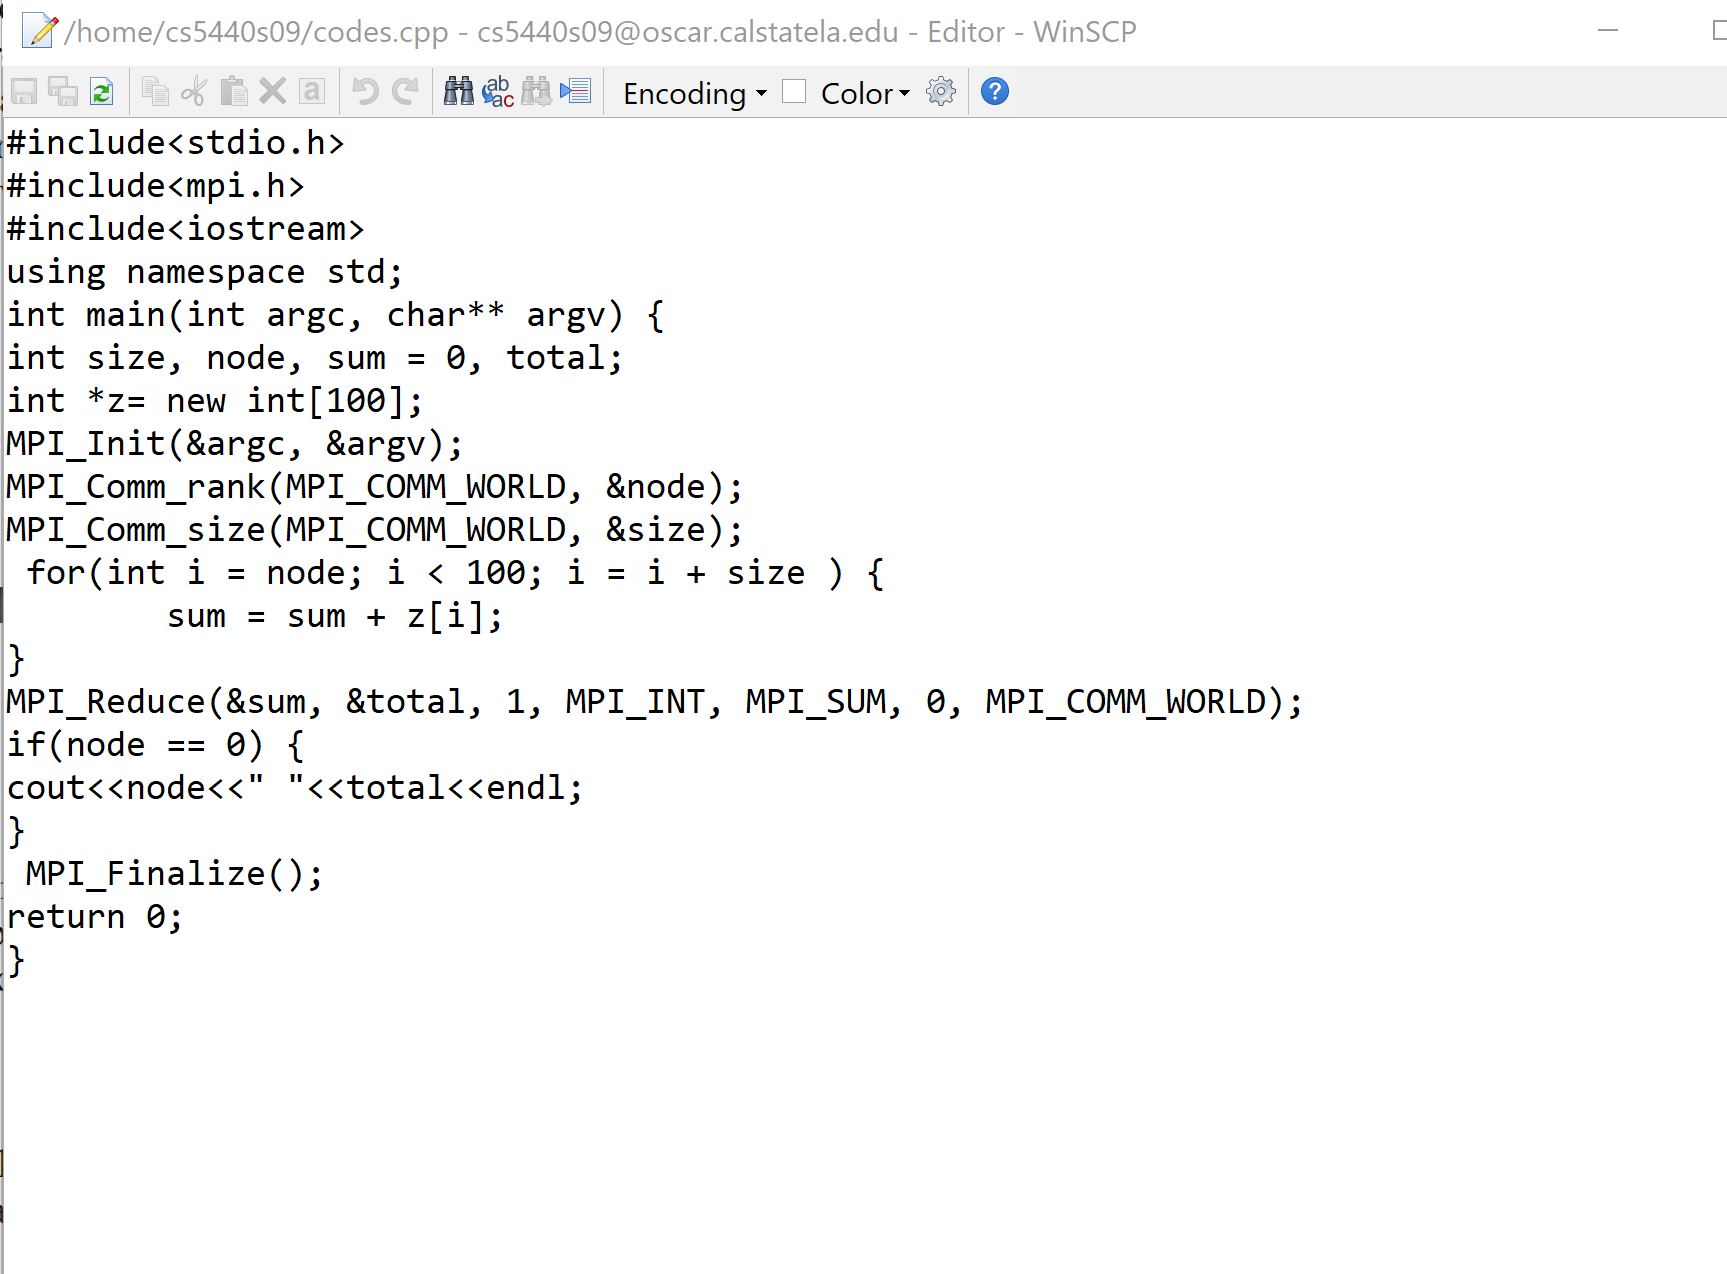 /home/cs5440s09/codes.cpp - cs5440s09@oscar.calstatela.edu - Editor - WinSCP
Encoding Color
#include<stdio.h>
#include<mpi.h>
#include<iostream>
using namespace std;
int main(int argc, char** argv) {
int size, node, sum = 0, total;
int *z= new int[100];
MPI_Init(&argc, &argv);
MPI_Comm_rank(MPI_COMM_WORLD, &node);
MPI_Comm_size(MPI_COMM_WORLD, &size);
 for(int i = node; i < 100; i = i + size ) {
        sum = sum + z[i];
}
MPI_Reduce(&sum, &total, 1, MPI_INT, MPI_SUM, 0, MPI_COMM_WORLD);
if(node == 0) {
cout<<node<<" "<<total<<endl;
}
 MPI_Finalize();
return 0;
}